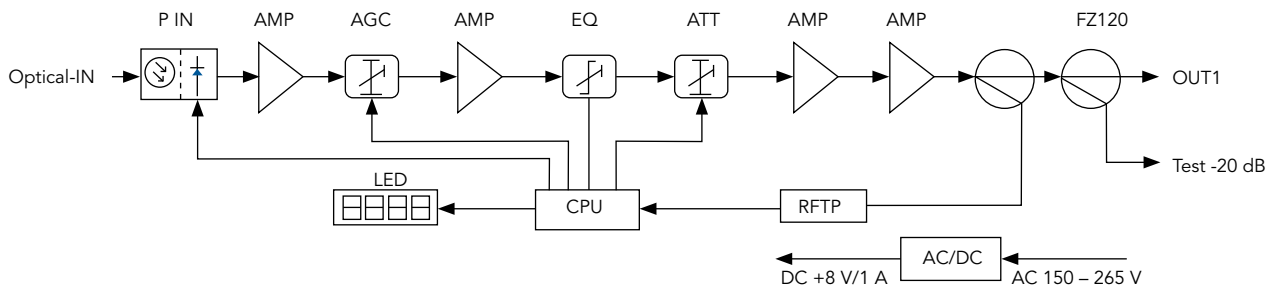 P IN AMP AGC AMP EQ ATT AMP AMP FZ120
Optical-IN
OUT1
Test -20 dB
LED
CPU
RFTP
AC/DC
DC +8 V/1 A
AC 150 – 265 V